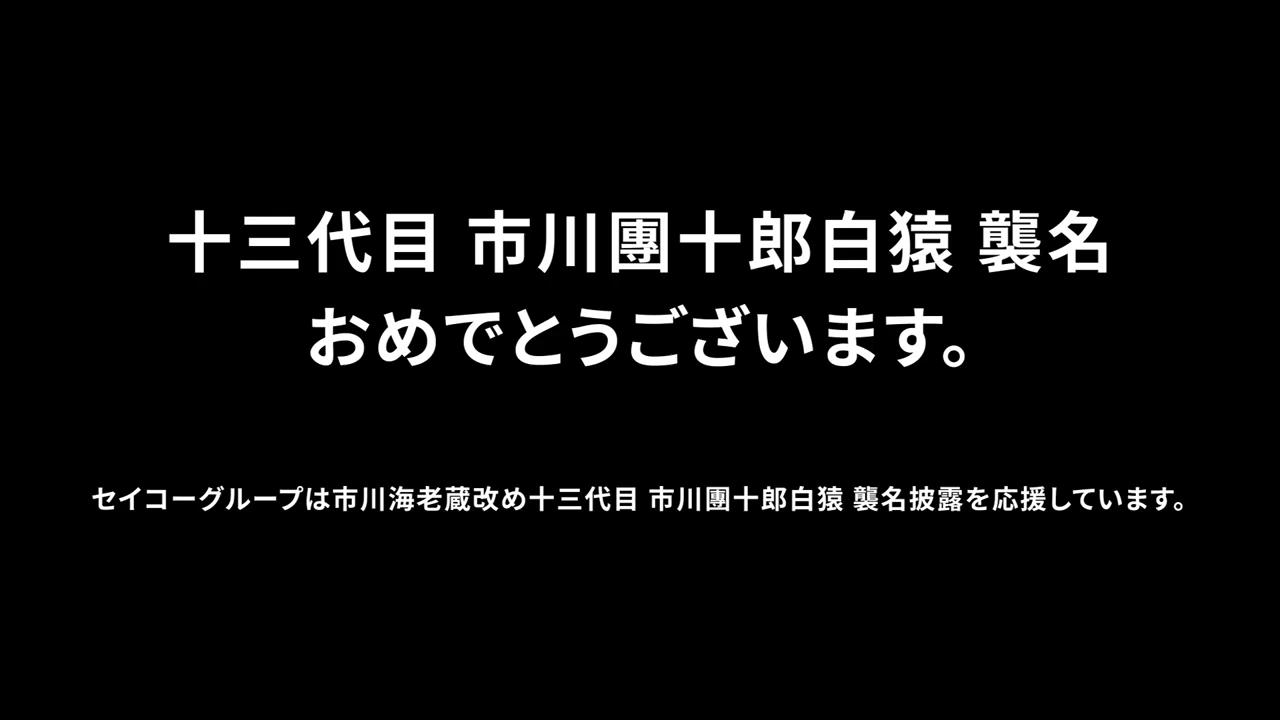 十三代目 市川團十郎白猿 襲名
おめでとうございます。
セイコーグループは市川海老蔵改め十三代目 市川團十郎白猿 襲名披露を応援しています。